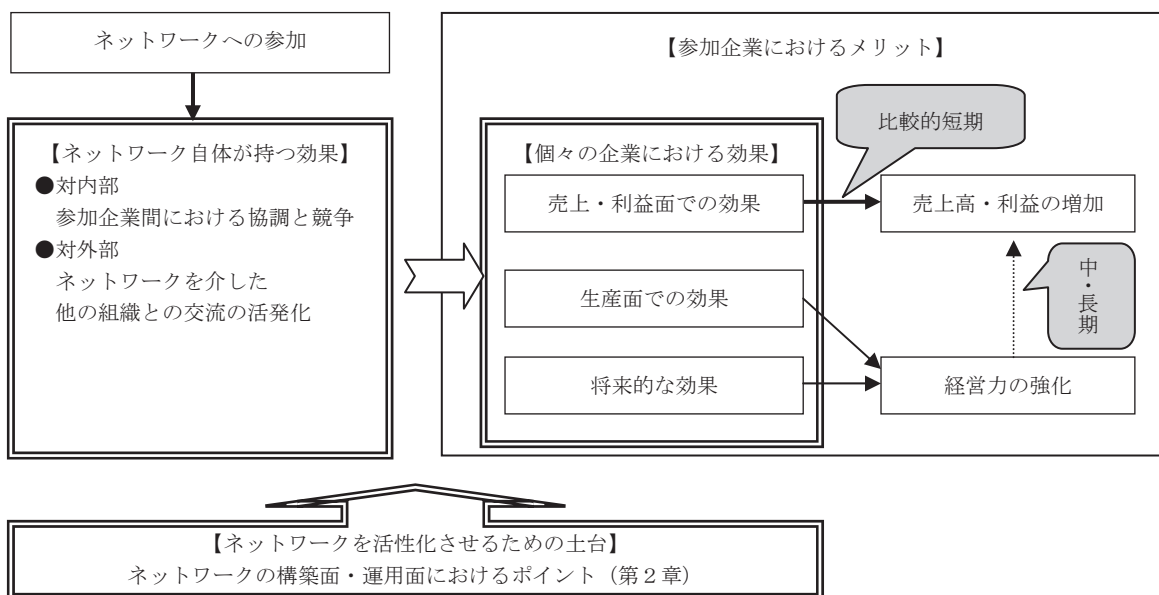 ネットワークへの参加
【ネットワーク自体が持つ効果】
●対内部
参加企業間における協調と競争
●対外部
ネットワークを介した
他の組織との交流の活発化
【参加企業におけるメリット】
比較的短期
【個々の企業における効果】
売上・利益面での効果
売上高・利益の増加
生産面での効果
中・長期
将来的な効果
経営力の強化
【ネットワークを活性化させるための土台】
ネットワークの構築面・運用面におけるポイント（第２章）